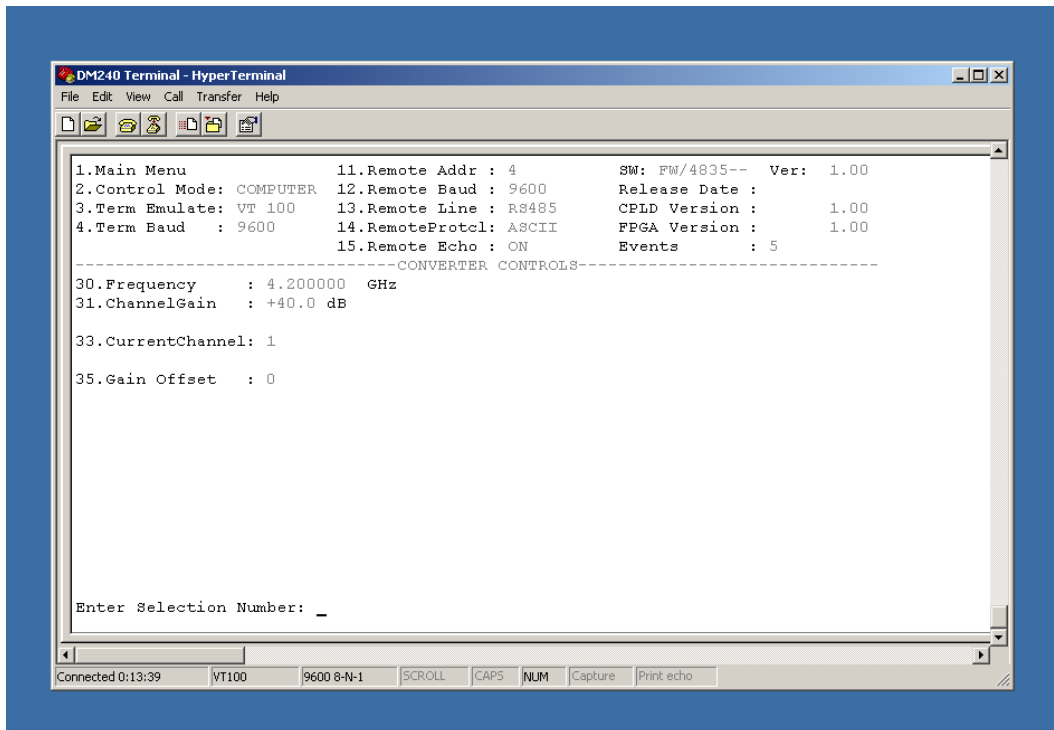 DM240 Terminal - HyperTerminal
File Edit View Call Transfer Help
1.Main Menu 11.Remote Addr : 4 SW: FW/4835-- Ver: 1.00
2.Control Mode: COMPUTER 12.Remote Baud : 9600 Release Date :
3.Term Emulate: VT 100 13.Remote Line : RS485 CPLD Version : 1.00
4.Term Baud : 9600 14.RemoteProtcl: ASCII FPGA Version : 1.00
15.Remote Echo : ON Events : 5
--------------------------------CONVERTER CONTROLS------------------------------
30.Frequency : 4.200000 GHz
31.ChannelGain : +40.0 dB
33.CurrentChannel: 1
35.Gain Offset : 0
Enter Selection Number: _
Connected 0:13:39 VT100 9600 8-N-1 SCROLL CAPS NUM Capture Print echo